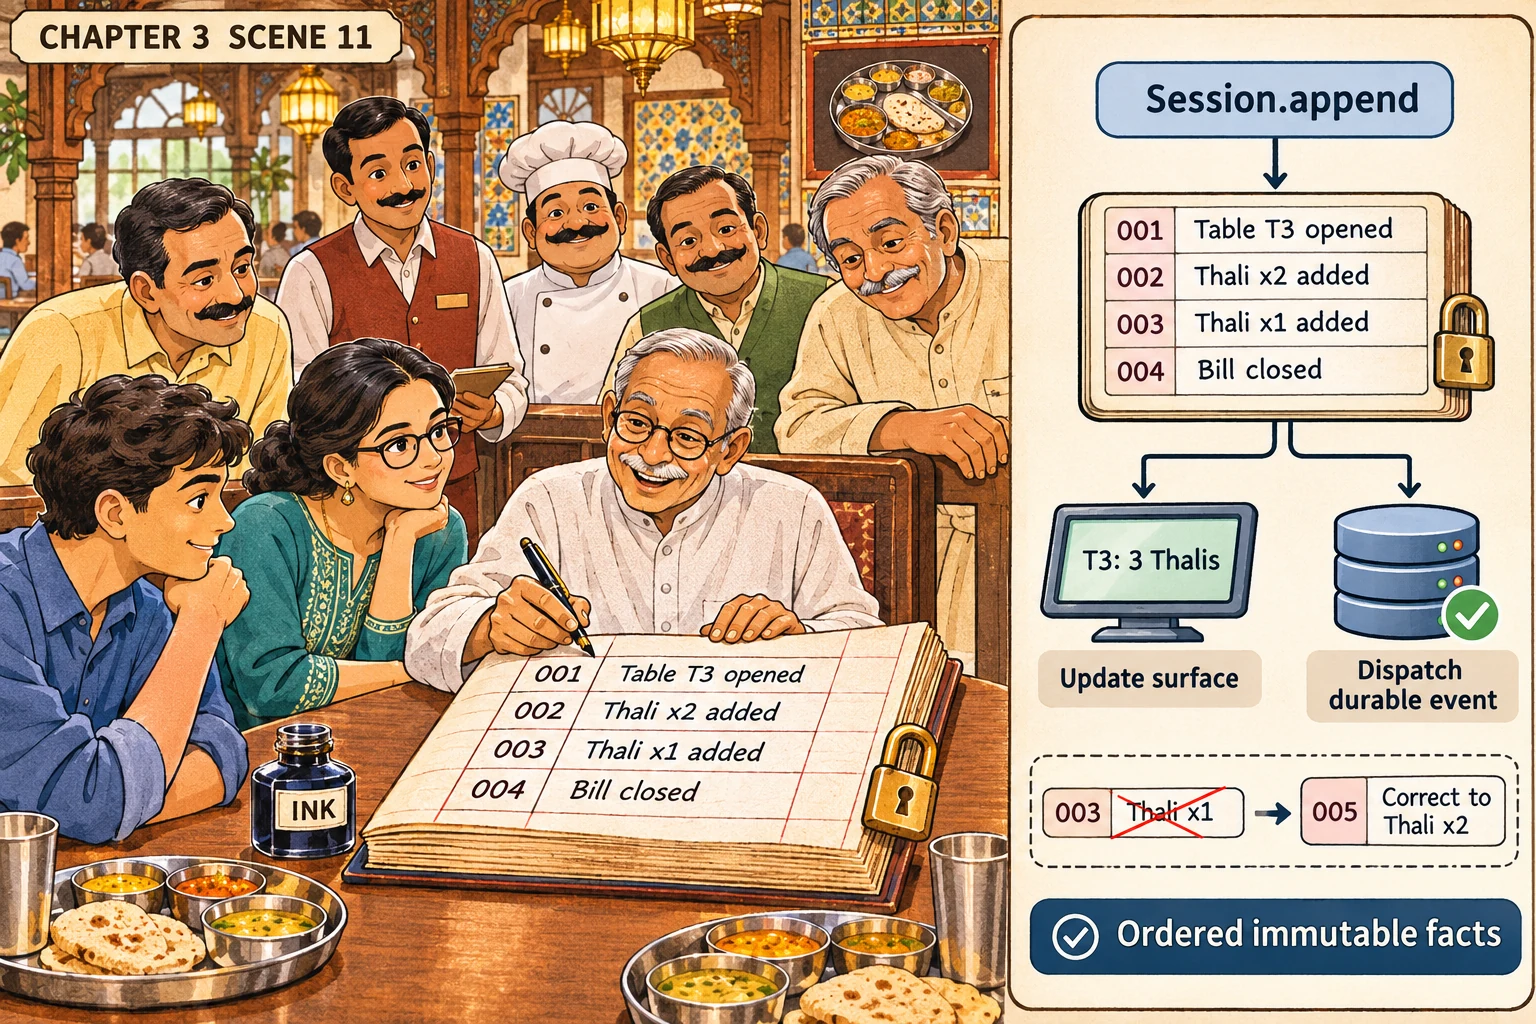 CHAPTER 3 SCENE 11
001 Table T3 opened
002 Thali x2 added
003 Thali x1 added
004 Bill closed
INK
Session.append
001 Table T3 opened
002 Thali x2 added
003 Thali x1 added
004 Bill closed
T3: 3 Thalis
Update surface
Dispatch
durable event
003 Thali x1
005 Correct to
Thali x2
Ordered immutable facts